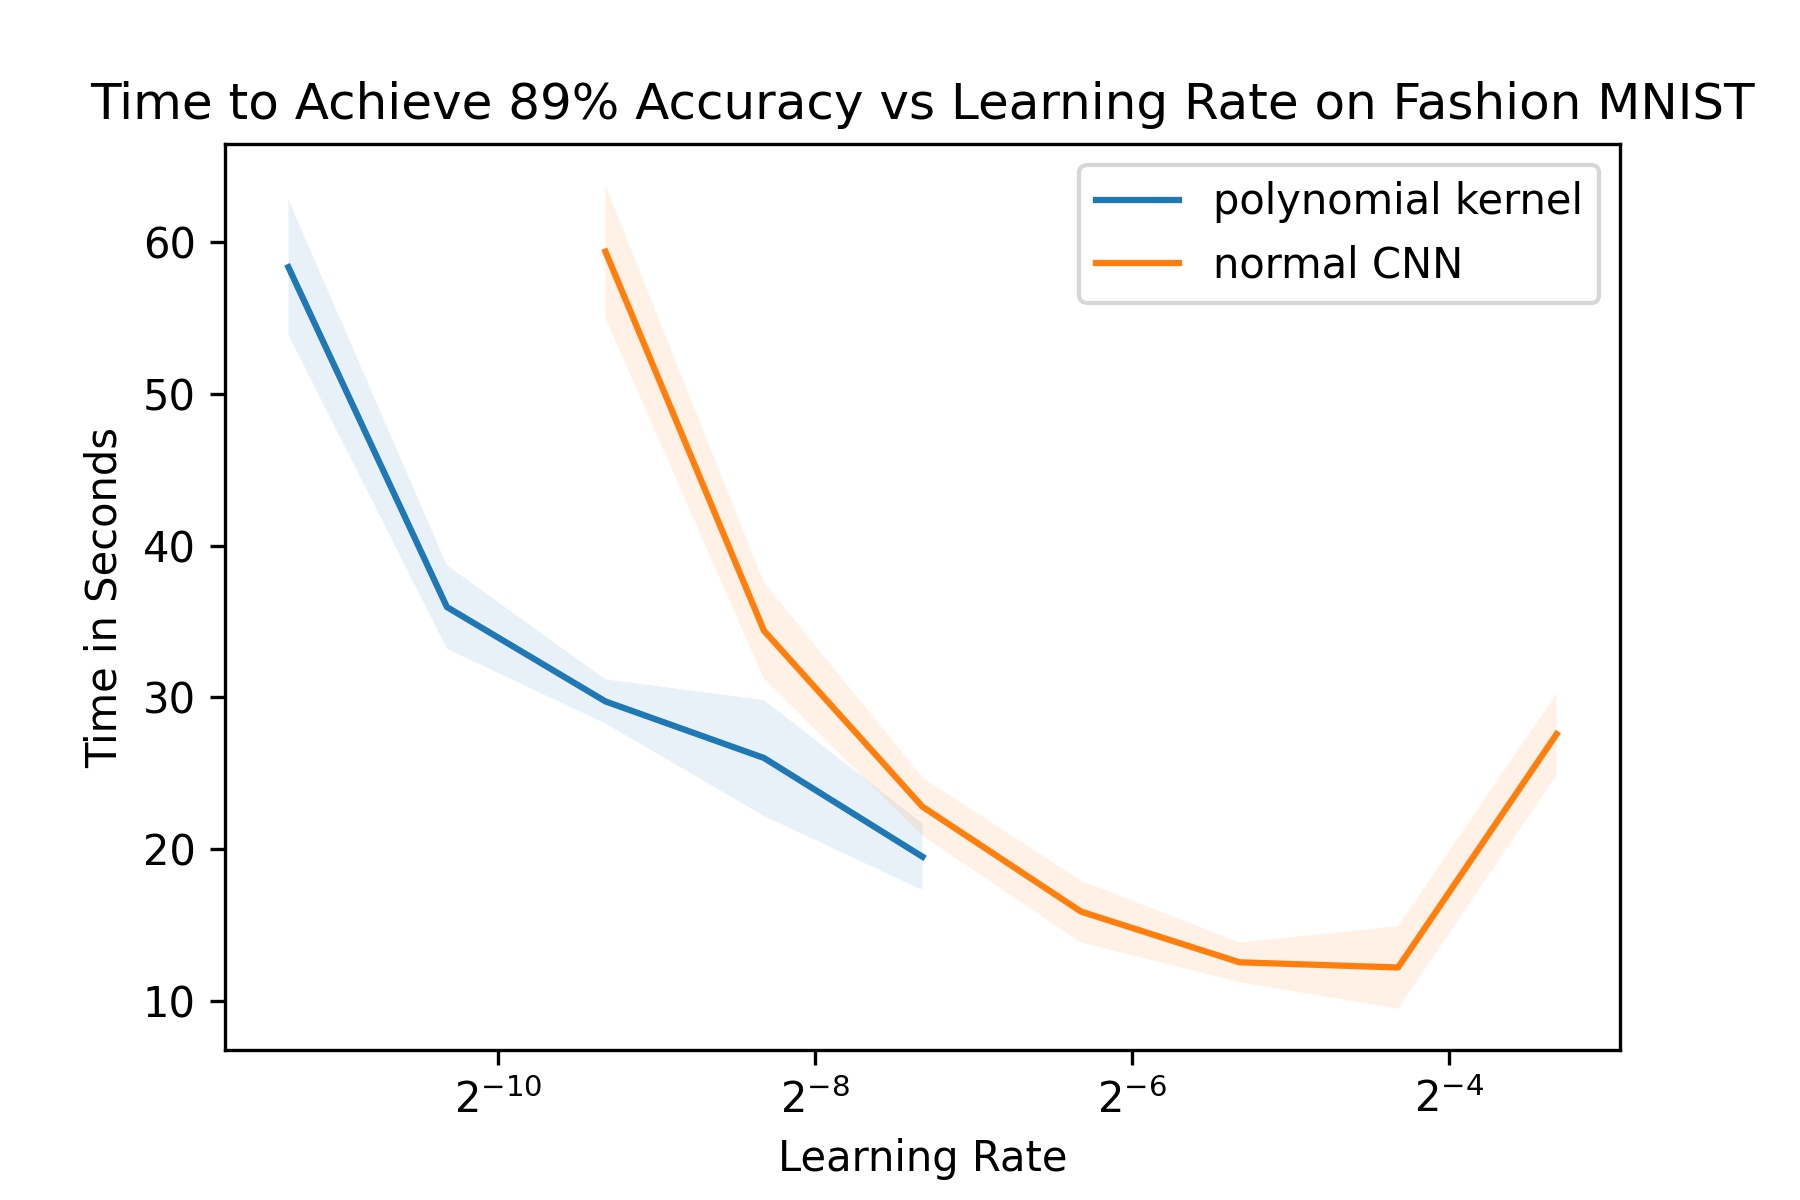 Time to Achieve 89% Accuracy vs Learning Rate on Fashion MNIST
polynomial kernel
normal CNN
Time in Seconds
60
50
40
30
20
10
2⁻¹⁰ 2⁻⁸ 2⁻⁶ 2⁻⁴
Learning Rate